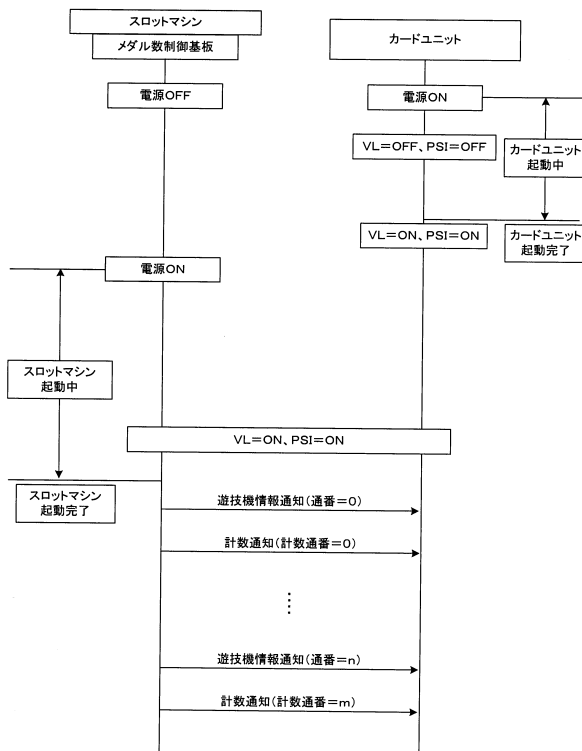 スロットマシン
メダル数制御基板
カードユニット
電源OFF
電源ON
VL=OFF、PSI=OFF
カードユニット
起動中
VL=ON、PSI=ON
カードユニット
起動完了
電源ON
スロットマシン
起動中
VL=ON、PSI=ON
スロットマシン
起動完了
遊技機情報通知(通番=0)
計数通知(計数通番=0)
遊技機情報通知(通番=n)
計数通知(計数通番=m)